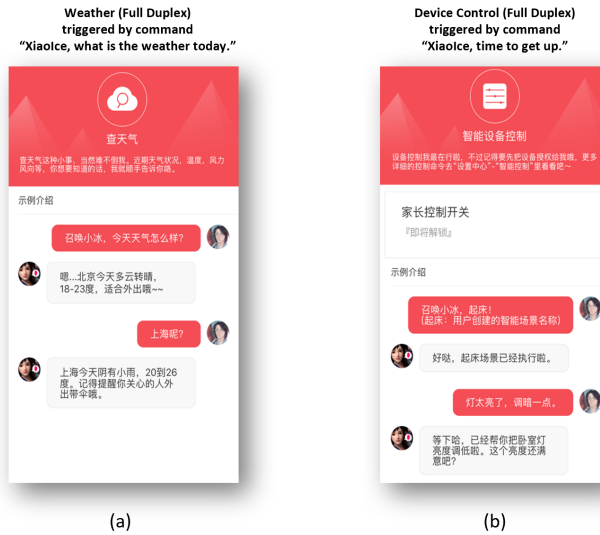 Weather (Full Duplex)
triggered by command
“XiaoIce, what is the weather today.”
查天气
查天气这种小事，当然难不倒我。近期天气状况，温度，风力
风向等，你想要知道的话，我就顺手告诉你咯。
示例介绍
召唤小冰，今天天气怎么样？
嗯...北京今天多云转晴，
18-23度，适合外出哦~~
上海呢？
上海今天阴有小雨，20到26
度。记得提醒你关心的人外
出带伞哦。
(a)
Device Control (Full Duplex)
triggered by command
“XiaoIce, time to get up.”
智能设备控制
设备控制我最在行啦，不过记得要先把设备授权给我哦，更多
详细的控制命令去“设置中心”-“智能控制”里看看吧～
家长控制开关
『即将解锁』
示例介绍
召唤小冰，起床！
(起床：用户创建的智能场景名称)
好哒，起床场景已经执行啦。
灯太亮了，调暗一点。
等下哈，已经帮你把卧室灯
亮度调低啦。这个亮度还满
意吧？
(b)